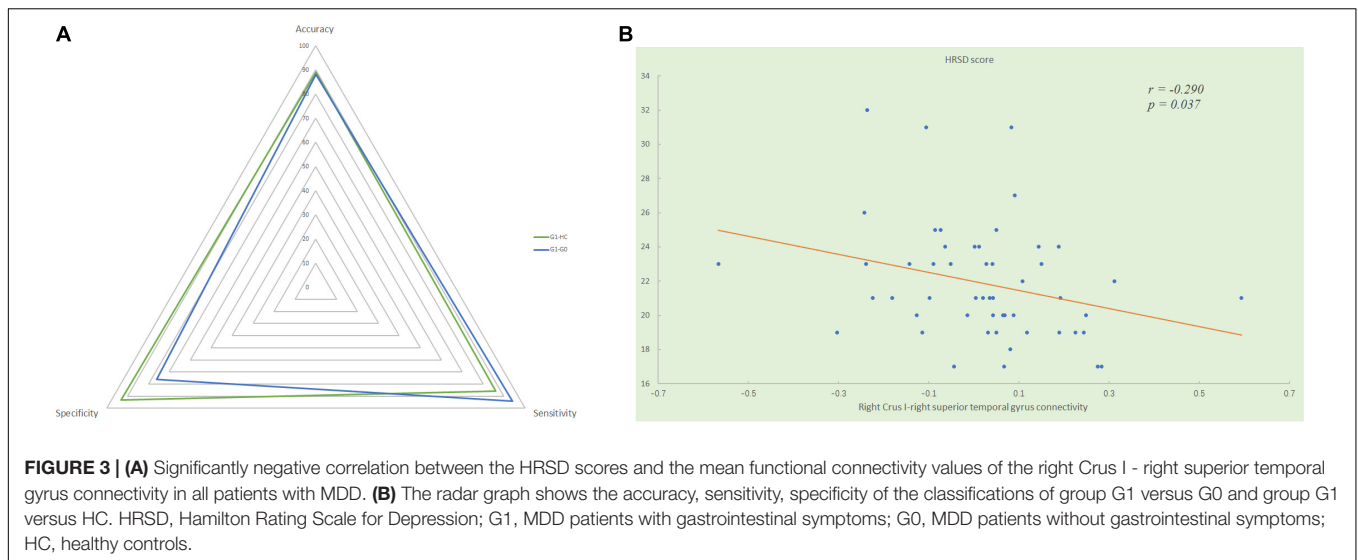 A
Accuracy
100
90
80
70
60
50
40
30
20
10
0
G1-HC
G1-G0
Specificity
Sensitivity
B
HRSD score
r = -0.290
p = 0.037
34
32
30
28
26
24
22
20
18
16
-0.7
-0.5
-0.3
-0.1
0.1
0.3
0.5
0.7
Right Crus I-right superior temporal gyrus connectivity
FIGURE 3 | (A) Significantly negative correlation between the HRSD scores and the mean functional connectivity values of the right Crus I - right superior temporal
gyrus connectivity in all patients with MDD. (B) The radar graph shows the accuracy, sensitivity, specificity of the classifications of group G1 versus G0 and group G1
versus HC. HRSD, Hamilton Rating Scale for Depression; G1, MDD patients with gastrointestinal symptoms; G0, MDD patients without gastrointestinal symptoms;
HC, healthy controls.